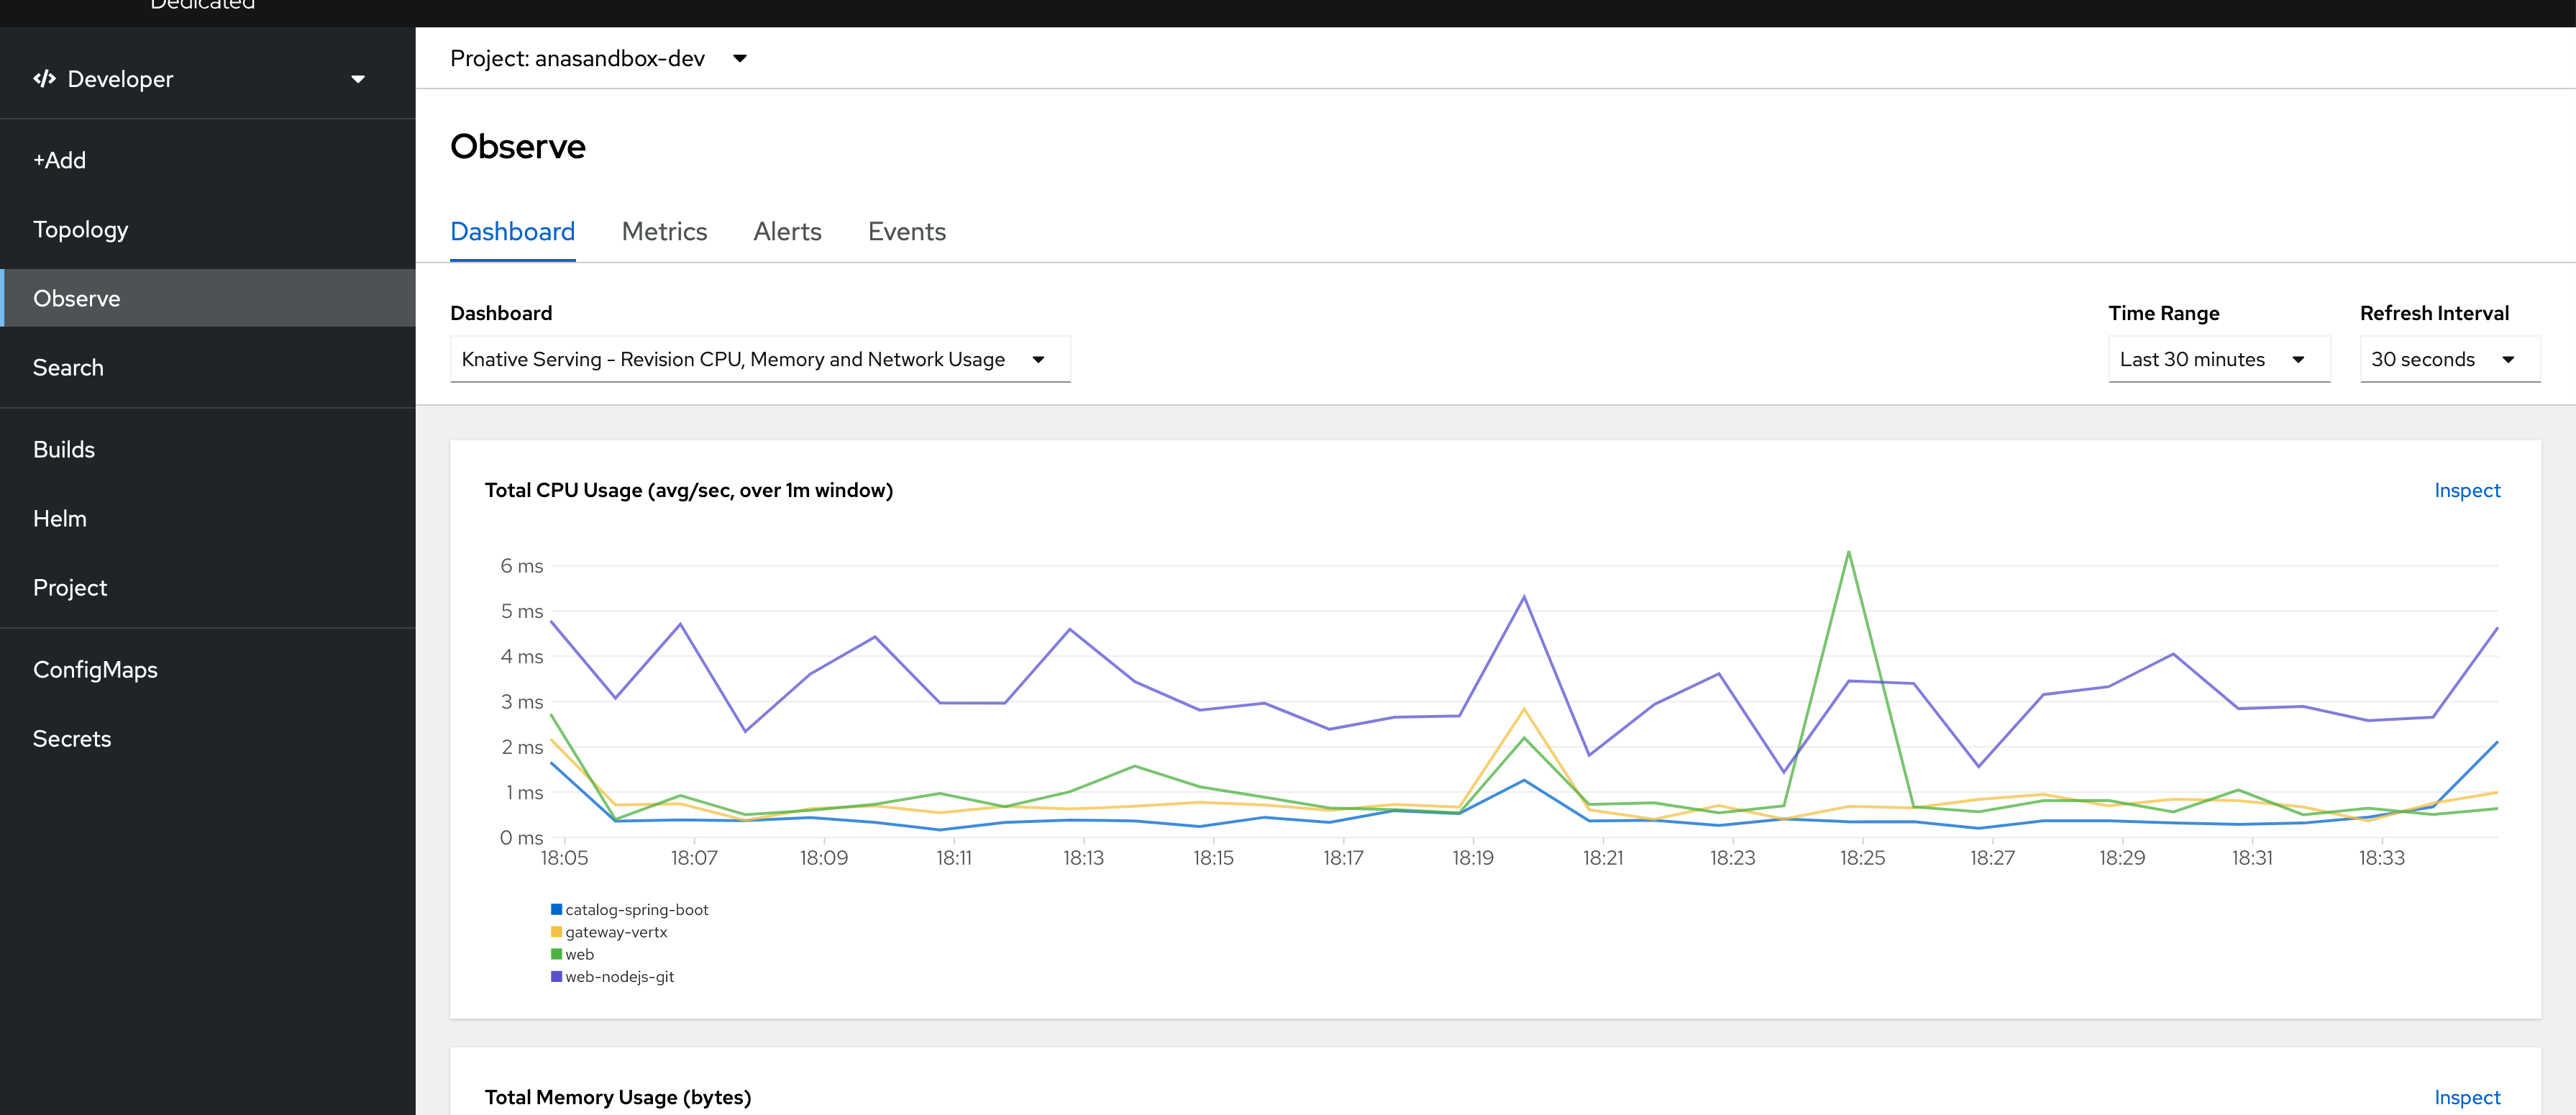 Dedicated
Project: anasandbox-dev
</> Developer
+Add
Topology
Observe
Search
Builds
Helm
Project
ConfigMaps
Secrets
Observe
Dashboard Metrics Alerts Events
Dashboard Time Range Refresh Interval
Knative Serving - Revision CPU, Memory and Network Usage Last 30 minutes 30 seconds
Total CPU Usage (avg/sec, over 1m window) Inspect
6 ms
5 ms
4 ms
3 ms
2 ms
1 ms
0 ms
18:05 18:07 18:09 18:11 18:13 18:15 18:17 18:19 18:21 18:23 18:25 18:27 18:29 18:31 18:33
catalog-spring-boot
gateway-vertx
web
web-nodejs-git
Total Memory Usage (bytes) Inspect